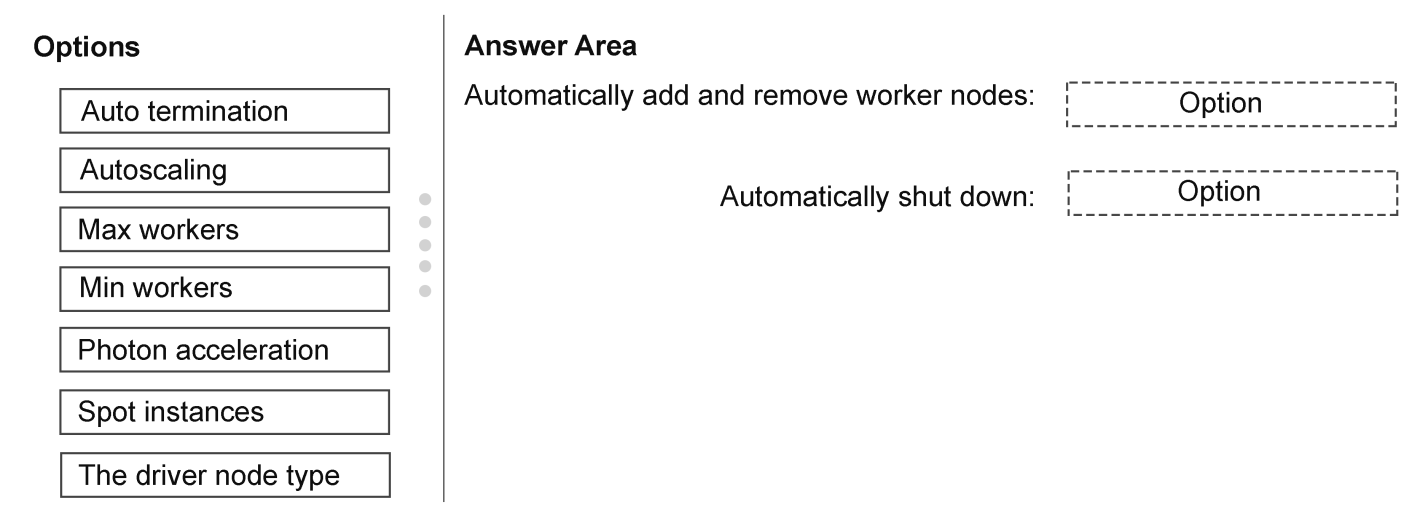 Options
Auto termination
Autoscaling
Max workers
Min workers
Photon acceleration
Spot instances
The driver node type
Answer Area
Automatically add and remove worker nodes:
Option
Automatically shut down:
Option